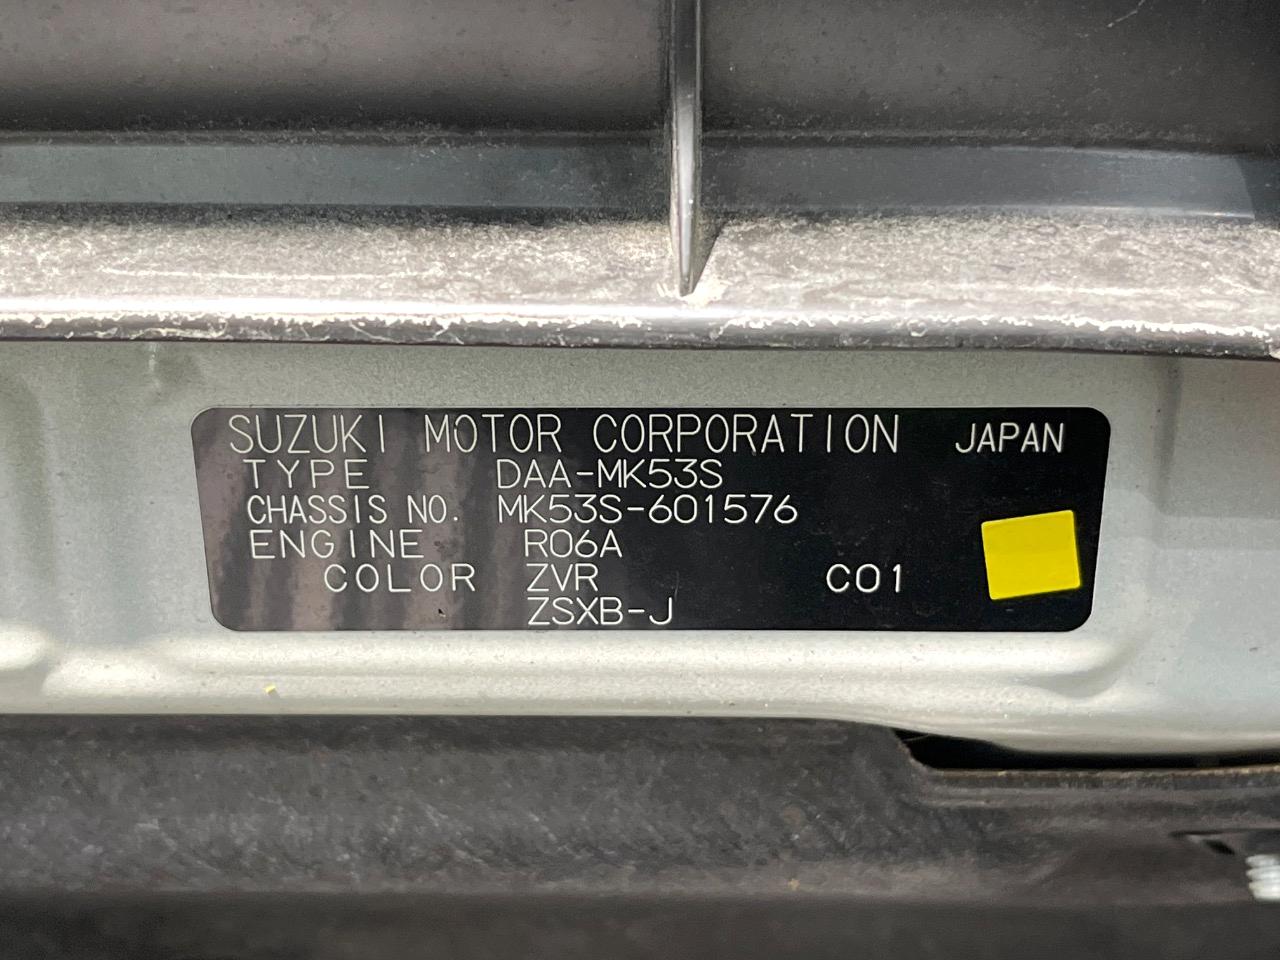 SUZUKI MOTOR CORPORATION JAPAN
TYPE DAA-MK53S
CHASSIS NO. MK53S-601576
ENGINE R06A
COLOR ZVR C01
ZSXB-J